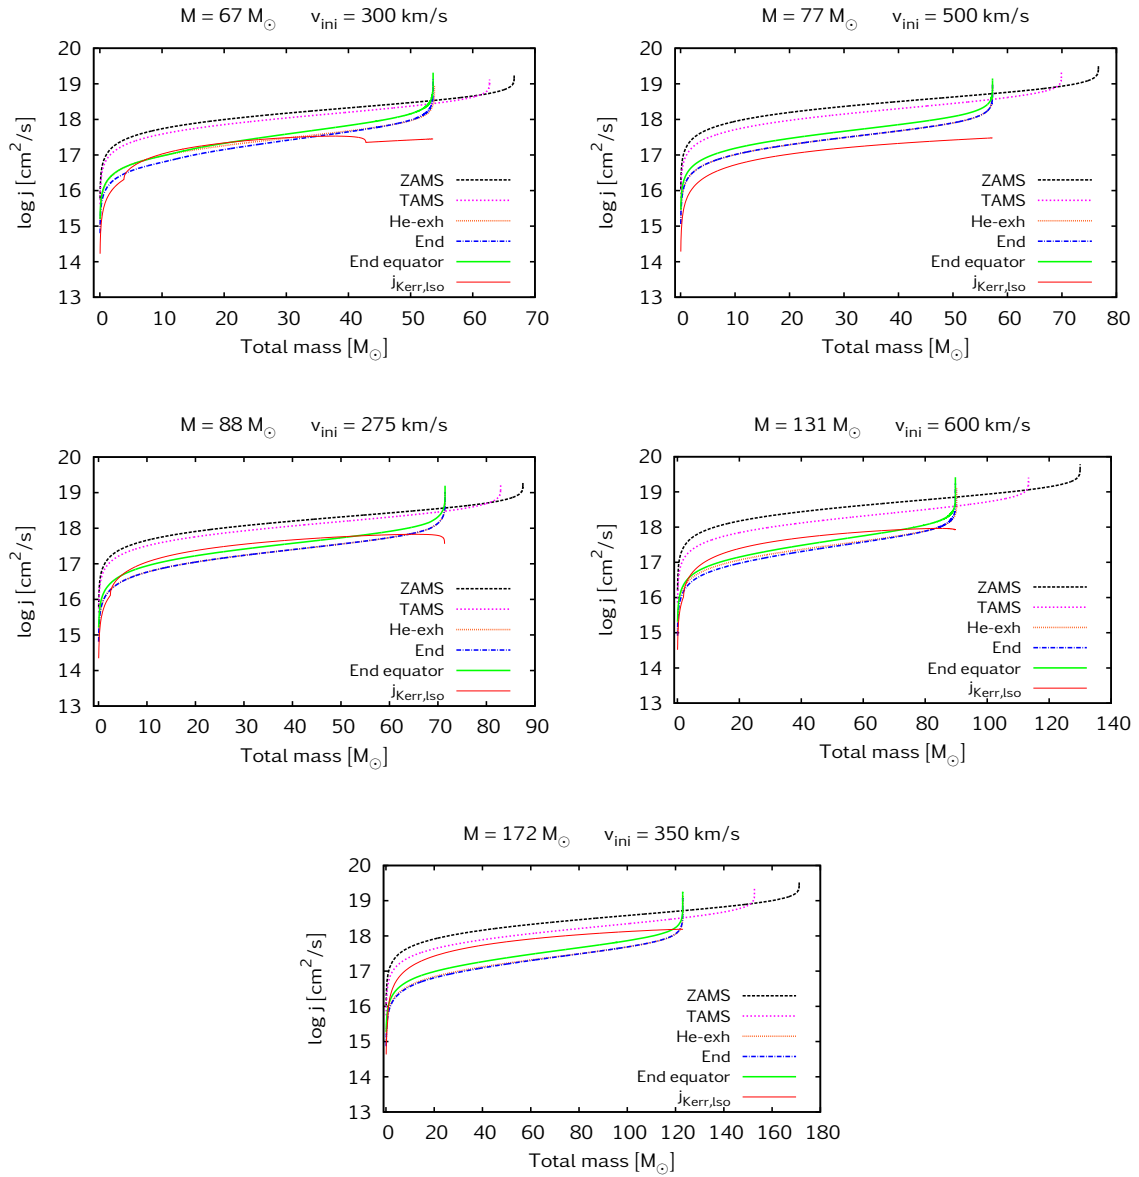 M = 67 M☉ v_ini = 300 km/s
20
19
18
17
16
15
14
13
log j [cm²/s]
ZAMS
TAMS
He-exh
End
End equator
j_Kerr,lso
0 10 20 30 40 50 60 70
Total mass [M☉]
M = 77 M☉ v_ini = 500 km/s
20
19
18
17
16
15
14
13
log j [cm²/s]
ZAMS
TAMS
He-exh
End
End equator
j_Kerr,lso
0 10 20 30 40 50 60 70 80
Total mass [M☉]
M = 88 M☉ v_ini = 275 km/s
20
19
18
17
16
15
14
13
log j [cm²/s]
ZAMS
TAMS
He-exh
End
End equator
j_Kerr,lso
0 10 20 30 40 50 60 70 80 90
Total mass [M☉]
M = 131 M☉ v_ini = 600 km/s
20
19
18
17
16
15
14
13
log j [cm²/s]
ZAMS
TAMS
He-exh
End
End equator
j_Kerr,lso
0 20 40 60 80 100 120 140
Total mass [M☉]
M = 172 M☉ v_ini = 350 km/s
20
19
18
17
16
15
14
13
log j [cm²/s]
ZAMS
TAMS
He-exh
End
End equator
j_Kerr,lso
0 20 40 60 80 100 120 140 160 180
Total mass [M☉]